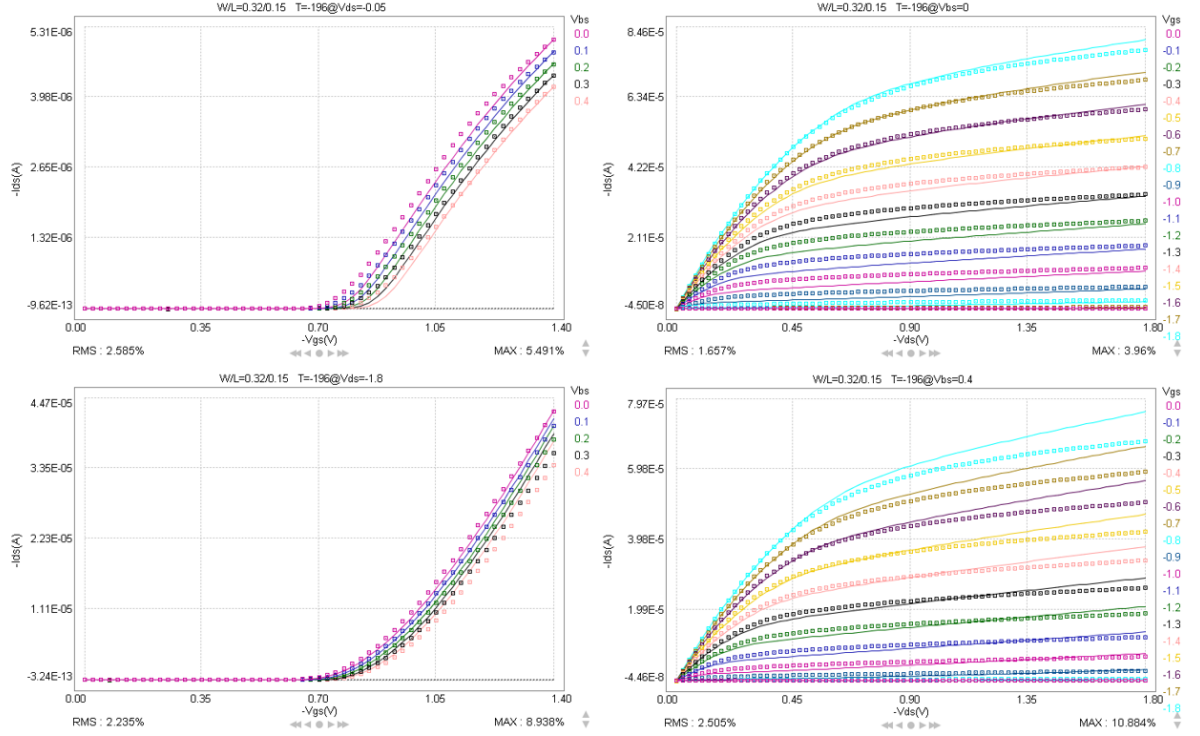 W/L=0.32/0.15 T=-196@Vds=-0.05
Vbs
5.31E-06
0.0
0.1
0.2
0.3
0.4
3.98E-06
2.65E-06
1.32E-06
-9.62E-13
-Ids(A)
0.00 0.35 0.70 1.05 1.40
-Vgs(V)
RMS : 2.585% MAX : 5.491%
W/L=0.32/0.15 T=-196@Vbs=0
Vgs
8.46E-5
6.34E-5
4.22E-5
2.11E-5
-4.50E-8
-Ids(A)
0.0
-0.1
-0.2
-0.3
-0.4
-0.5
-0.6
-0.7
-0.8
-0.9
-1.0
-1.1
-1.2
-1.3
-1.4
-1.5
-1.6
-1.7
-1.8
0.00 0.45 0.90 1.35 1.80
-Vds(V)
RMS : 1.657% MAX : 3.96%
W/L=0.32/0.15 T=-196@Vds=-1.8
Vbs
4.47E-05
0.0
0.1
0.2
0.3
0.4
3.35E-05
2.23E-05
1.11E-05
-3.24E-13
-Ids(A)
0.00 0.35 0.70 1.05 1.40
-Vgs(V)
RMS : 2.235% MAX : 8.938%
W/L=0.32/0.15 T=-196@Vbs=0.4
Vgs
7.97E-5
5.98E-5
3.98E-5
1.99E-5
-4.46E-8
-Ids(A)
0.0
-0.1
-0.2
-0.3
-0.4
-0.5
-0.6
-0.7
-0.8
-0.9
-1.0
-1.1
-1.2
-1.3
-1.4
-1.5
-1.6
-1.7
-1.8
0.00 0.45 0.90 1.35 1.80
-Vds(V)
RMS : 2.505% MAX : 10.884%